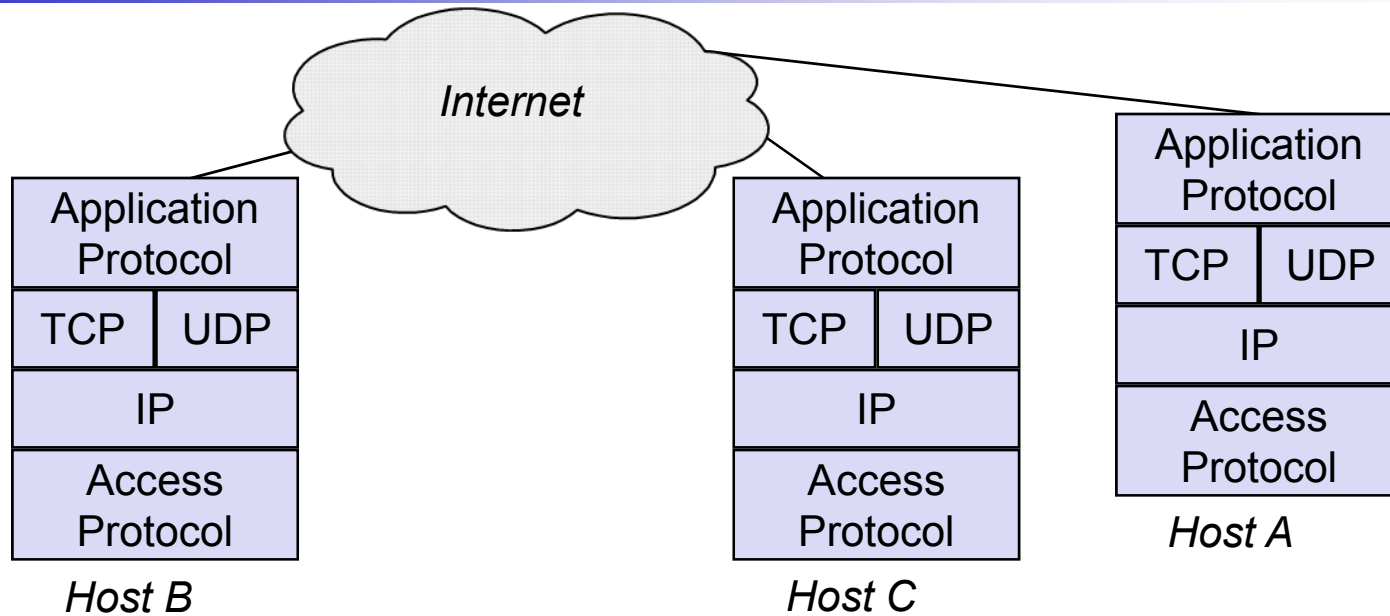 Internet
Application
Protocol
TCP
UDP
IP
Access
Protocol
Host B
Application
Protocol
TCP
UDP
IP
Access
Protocol
Host C
Application
Protocol
TCP
UDP
IP
Access
Protocol
Host A